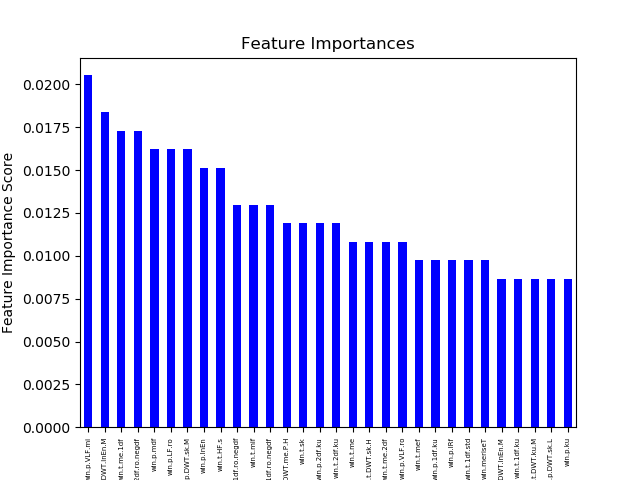 Feature Importances
Feature Importance Score
0.0200
0.0175
0.0150
0.0125
0.0100
0.0075
0.0050
0.0025
0.0000
win.p.VLF.mi
DWT.InEn.M
win.t.me.1df
2df.ro.negdf
win.p.mdf
win.p.LF.ro
p.DWT.sk.M
win.p.InEn
win.t.HF.s
1df.ro.negdf
win.t.mif
1df.ro.negdf
DWT.me.P.H
win.t.sk
win.p.2df.ku
win.t.2df.ku
win.t.me
.t.DWT.sk.H
win.t.me.2df
win.p.VLF.ro
win.t.mef
win.p.1df.ku
win.p.IRf
win.t.1df.std
win.meriseT
DWT.InEn.M
win.t.1df.ku
.t.DWT.ku.M
.p.DWT.sk.L
win.p.ku